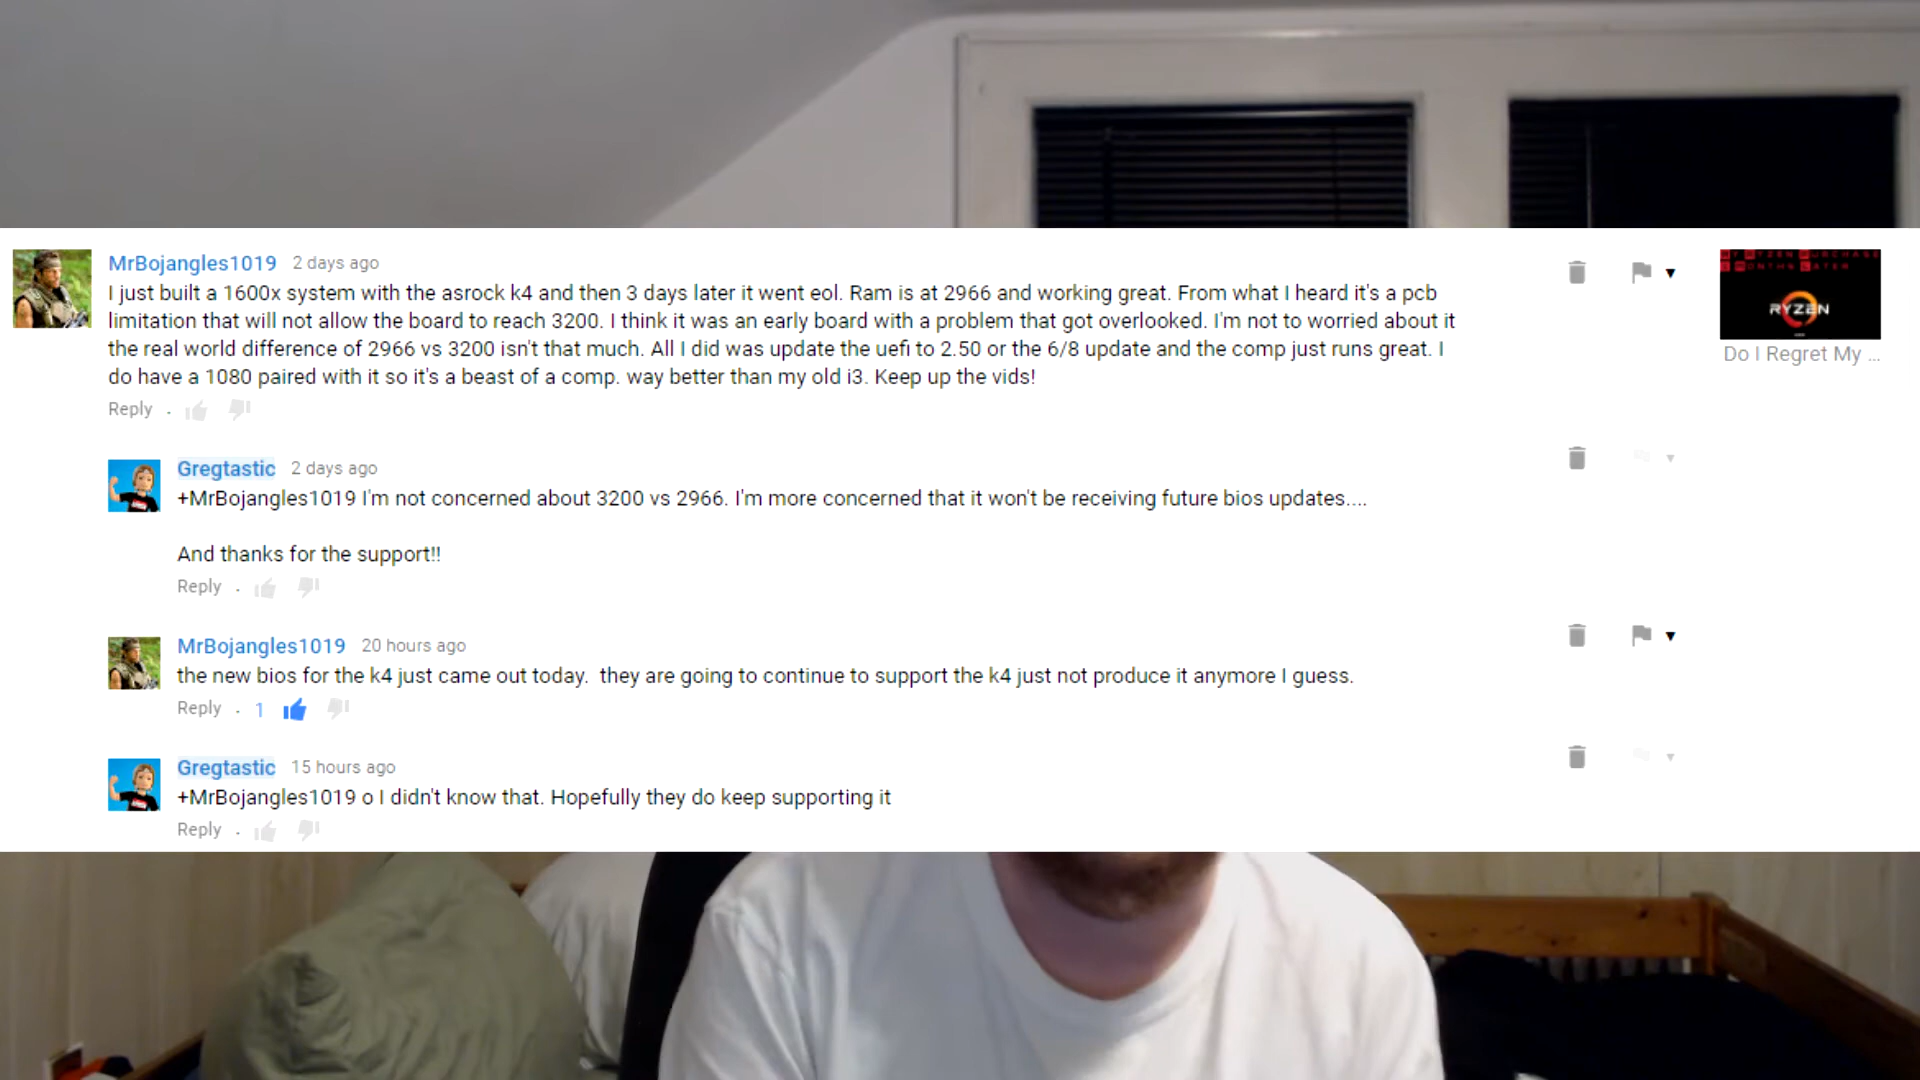 MrBojangles1019 2 days ago
I just built a 1600x system with the asrock k4 and then 3 days later it went eol. Ram is at 2966 and working great. From what I heard it's a pcb
limitation that will not allow the board to reach 3200. I think it was an early board with a problem that got overlooked. I'm not to worried about it
the real world difference of 2966 vs 3200 isn't that much. All I did was update the uefi to 2.50 or the 6/8 update and the comp just runs great. I
do have a 1080 paired with it so it's a beast of a comp. way better than my old i3. Keep up the vids!
Reply .
My Ryzen Purchase
3 Months Later
RYZEN
Do I Regret My ...
Gregtastic 2 days ago
+MrBojangles1019 I'm not concerned about 3200 vs 2966. I'm more concerned that it won't be receiving future bios updates....
And thanks for the support!!
Reply .
MrBojangles1019 20 hours ago
the new bios for the k4 just came out today.  they are going to continue to support the k4 just not produce it anymore I guess.
Reply . 1
Gregtastic 15 hours ago
+MrBojangles1019 o I didn't know that. Hopefully they do keep supporting it
Reply .